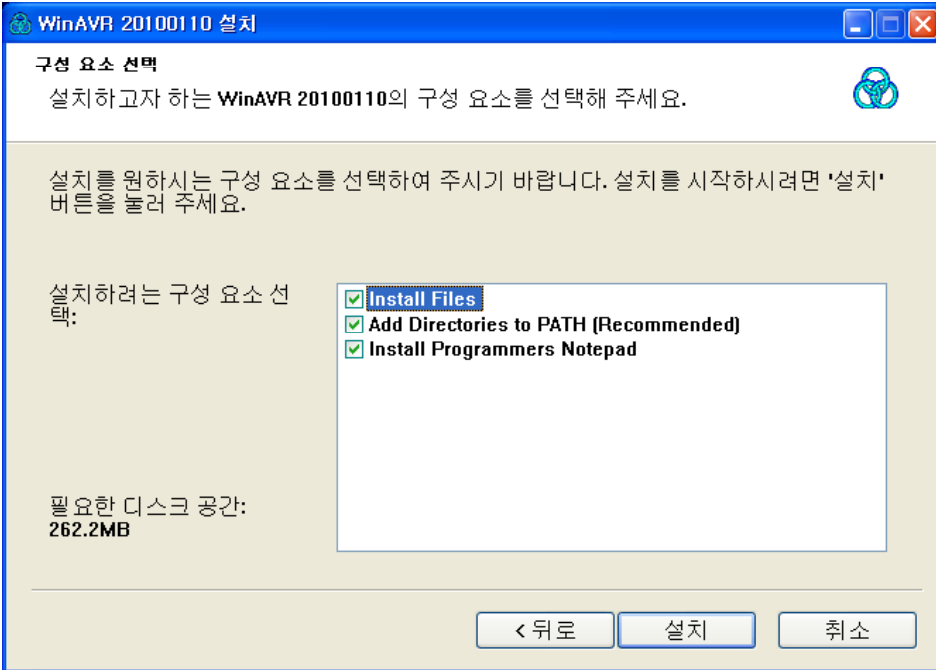 WinAVR 20100110 설치
구성 요소 선택
설치하고자 하는 WinAVR 20100110의 구성 요소를 선택해 주세요.
설치를 원하시는 구성 요소를 선택하여 주시기 바랍니다. 설치를 시작하시려면 '설치'
버튼을 눌러 주세요.
설치하려는 구성 요소 선
택:
Install Files
Add Directories to PATH (Recommended)
Install Programmers Notepad
필요한 디스크 공간:
262.2MB
< 뒤로
설치
취소